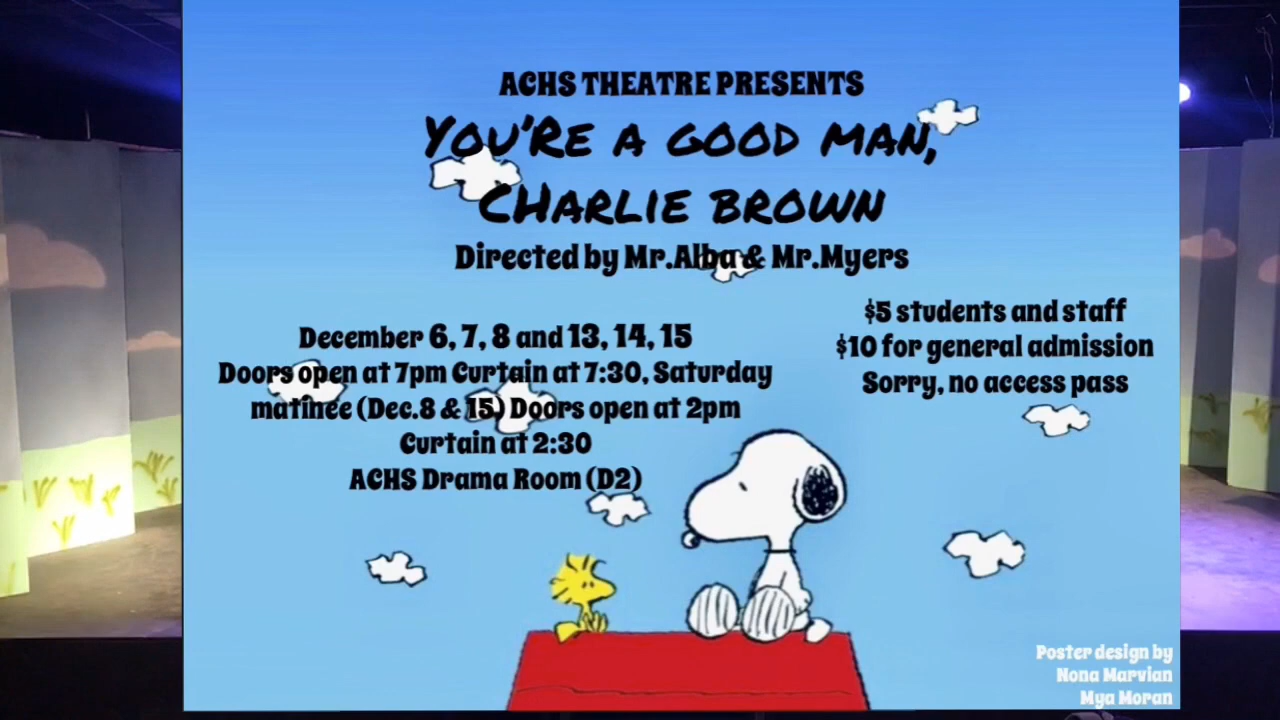 ACHS THEATRE PRESENTS
YOU'RE A GOOD MAN,
CHARLIE BROWN
Directed by Mr.Alba & Mr.Myers
$5 students and staff
$10 for general admission
Sorry, no access pass
December 6, 7, 8 and 13, 14, 15
Doors open at 7pm Curtain at 7:30, Saturday
matinee (Dec.8 & 15) Doors open at 2pm
Curtain at 2:30
ACHS Drama Room (D2)
Poster design by
Nona Marvian
Mya Moran